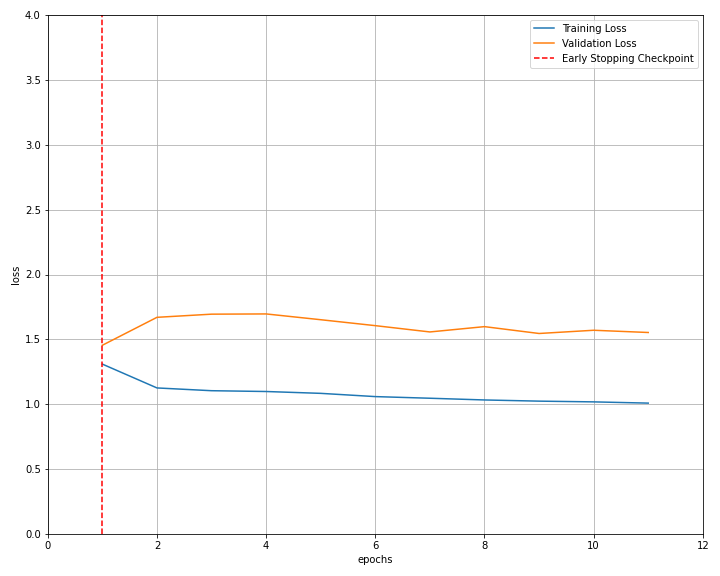 4.0
3.5
3.0
2.5
2.0
1.5
1.0
0.5
0.0
loss
Training Loss
Validation Loss
Early Stopping Checkpoint
0 2 4 6 8 10 12
epochs